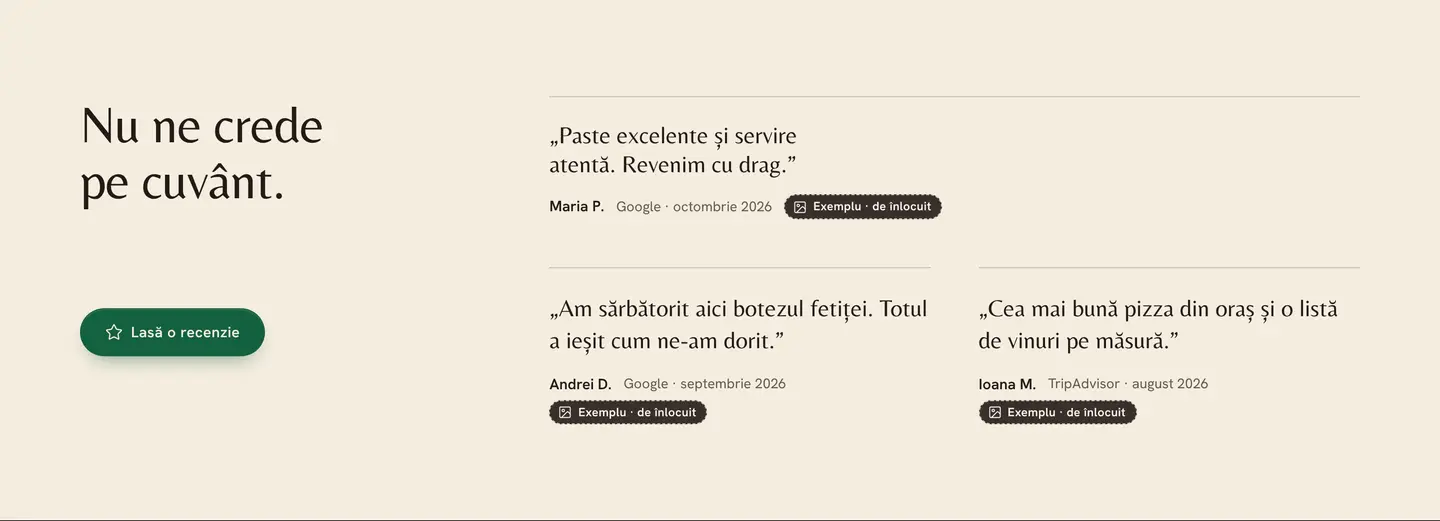 Nu ne crede
pe cuvânt.
Lasă o recenzie
„Paste excelente și servire
atentă. Revenim cu drag.”
Maria P. Google · octombrie 2026 Exemplu · de înlocuit
„Am sărbătorit aici botezul fetiței. Totul
a ieșit cum ne-am dorit.”
Andrei D. Google · septembrie 2026
Exemplu · de înlocuit
„Cea mai bună pizza din oraș și o listă
de vinuri pe măsură.”
Ioana M. TripAdvisor · august 2026
Exemplu · de înlocuit